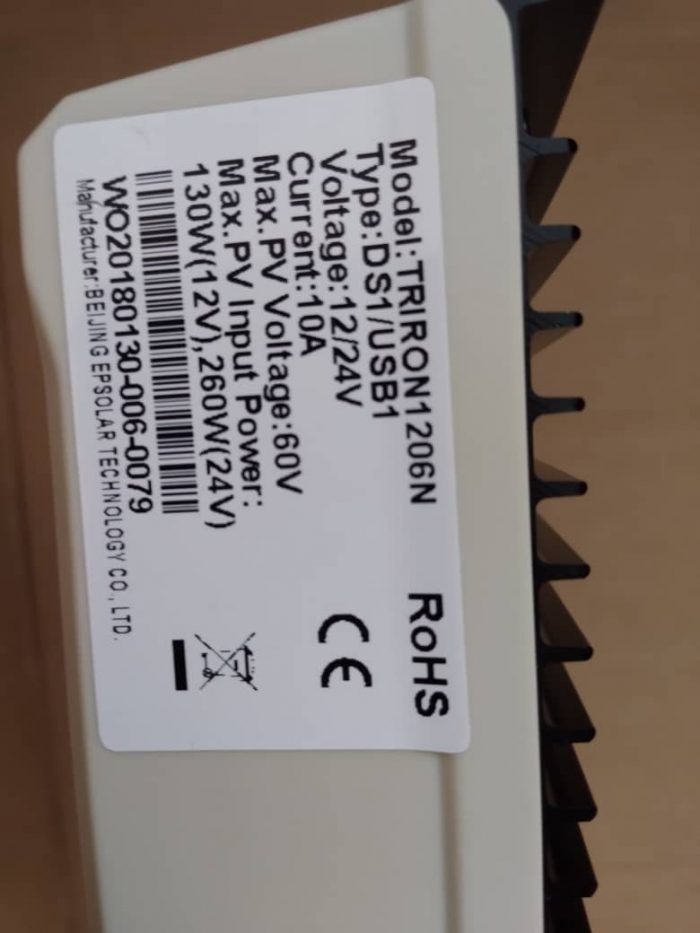 Model:TRIRON1206N
RoHS
Type:DS1/USB1
Voltage:12/24V
Current:10A
CE
Max.PV Voltage:60V
Max.PV Input Power:
130W(12V),260W(24V)
WO20180130-006-0079
Manufacturer:BEIJING EPSOLAR TECHNOLOGY CO.,LTD.